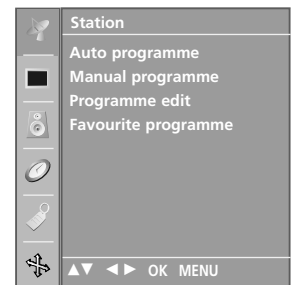 Station
Auto programme
Manual programme
Programme edit
Favourite programme
▲▼ ◄► OK MENU